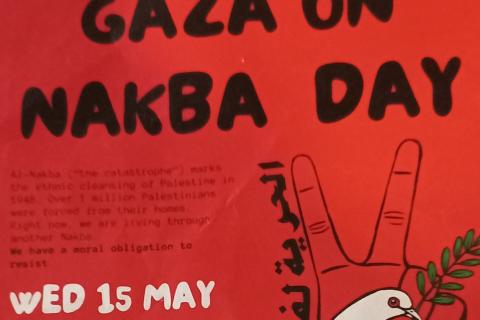 GAZA ON
NAKBA DAY
Al-Nakba ("the catastrophe") marks
the ethnic cleansing of Palestine in
1948. Over 1 million Palestinians
were forced from their homes.
Right now, we are living through
another Nakba.
We have a moral obligation to
resist
WED 15 MAY
الحرية لف